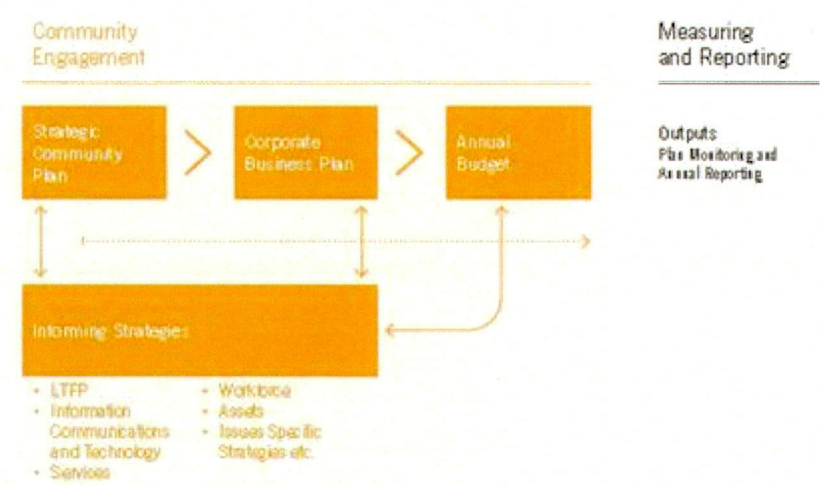 Community
Engagement
Measuring
and Reporting
Strategic
Community
Plan
Corporate
Business Plan
Annual
Budget
Outputs
Plan Monitoring and
Annual Reporting
Informing Strategies
• LTFP
• Information
Communications
and Technology
• Services
• Workforce
• Assets
• Issues Specific
Strategies etc.